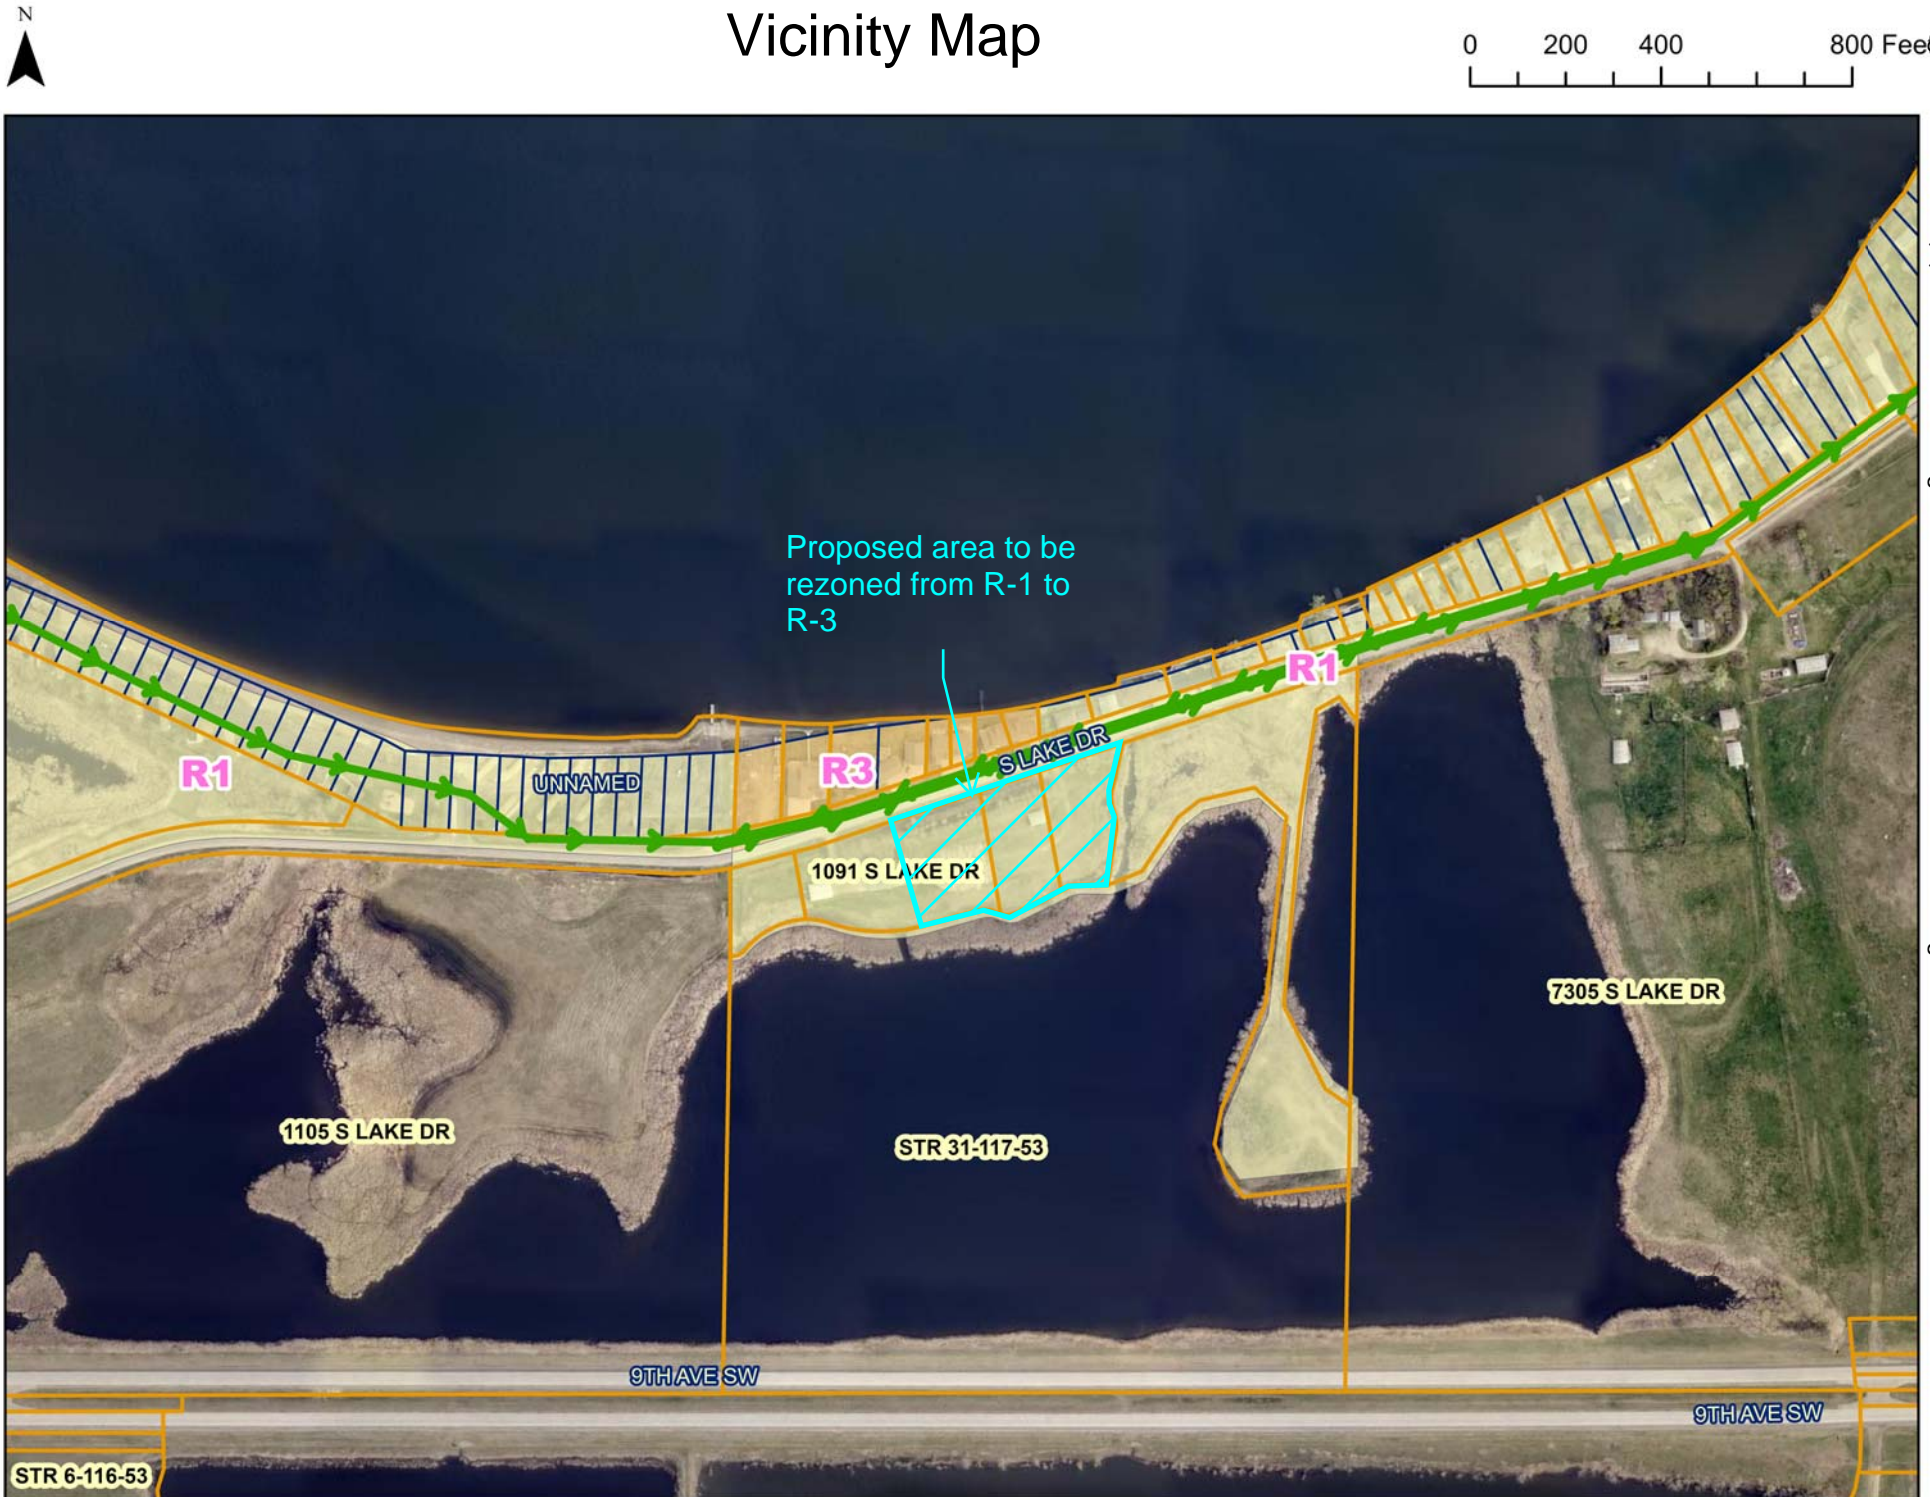 N
Vicinity Map
0 200 400 800 Fee
Proposed area to be
rezoned from R-1 to
R-3
R1
R1
S LAKE DR
R3
UNNAMED
1091 S LAKE DR
7305 S LAKE DR
1105 S LAKE DR
STR 31-117-53
9TH AVE SW
9TH AVE SW
STR 6-116-53